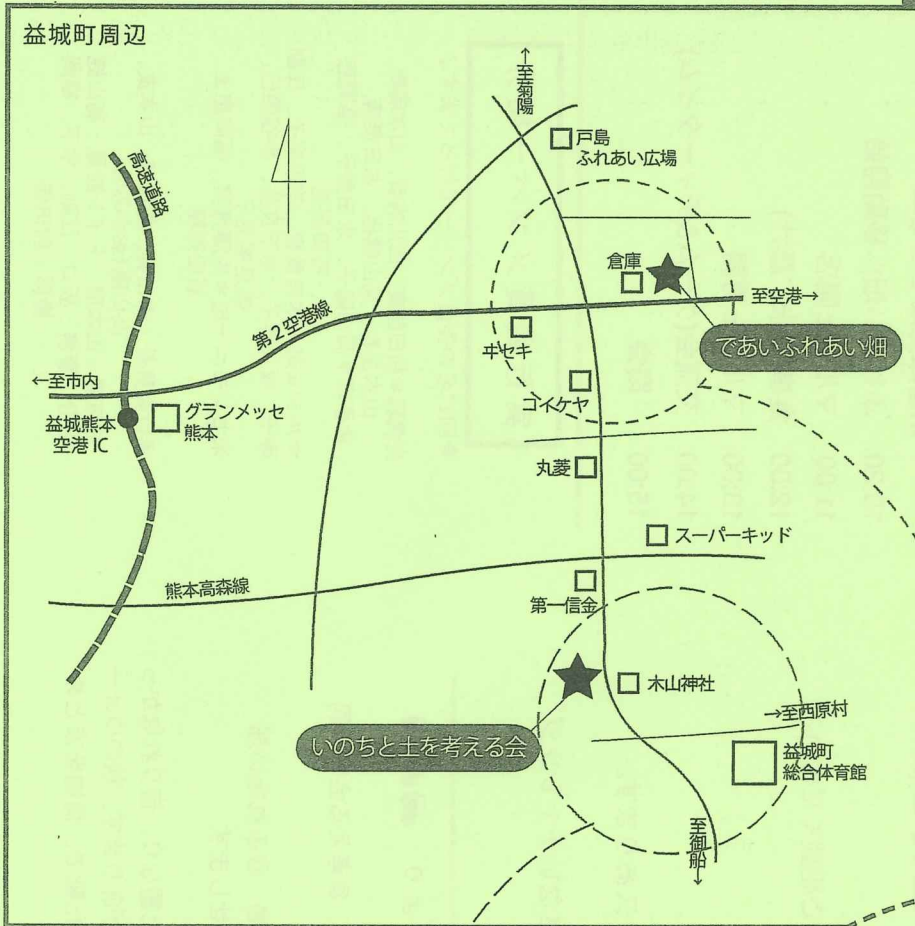 益城町周辺
←至菊陽
戸島
ふれあい広場
高速道路
倉庫
至空港→
第2空港線
ヰセキ
であいふれあい畑
←至市内
コイケヤ
グランメッセ
熊本
益城熊本
空港IC
丸菱
スーパーキッド
熊本高森線
第一信金
木山神社
→至西原村
いのちと土を考える会
益城町
総合体育館
至御船→